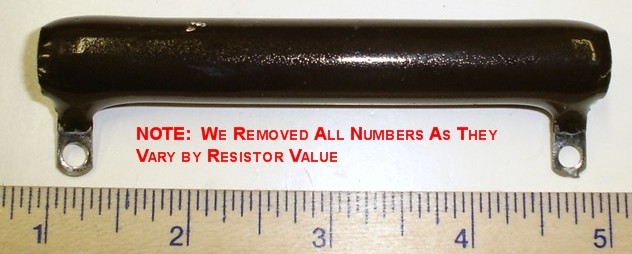 NOTE: WE REMOVED ALL NUMBERS AS THEY
VARY BY RESISTOR VALUE
1 2 3 4 5